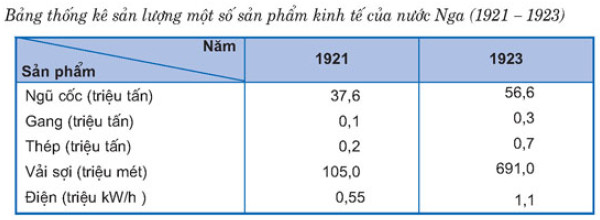 Bảng thống kê sản lượng một số sản phẩm kinh tế của nước Nga (1921 – 1923)
Năm
Sản phẩm
1921
1923
Ngũ cốc (triệu tấn) 37,6 56,6
Gang (triệu tấn) 0,1 0,3
Thép (triệu tấn) 0,2 0,7
Vải sợi (triệu mét) 105,0 691,0
Điện (triệu kW/h ) 0,55 1,1